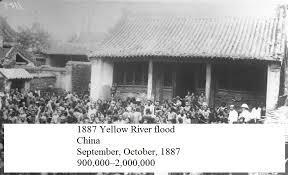 1887 Yellow River flood
China
September, October, 1887
900,000–2,000,000